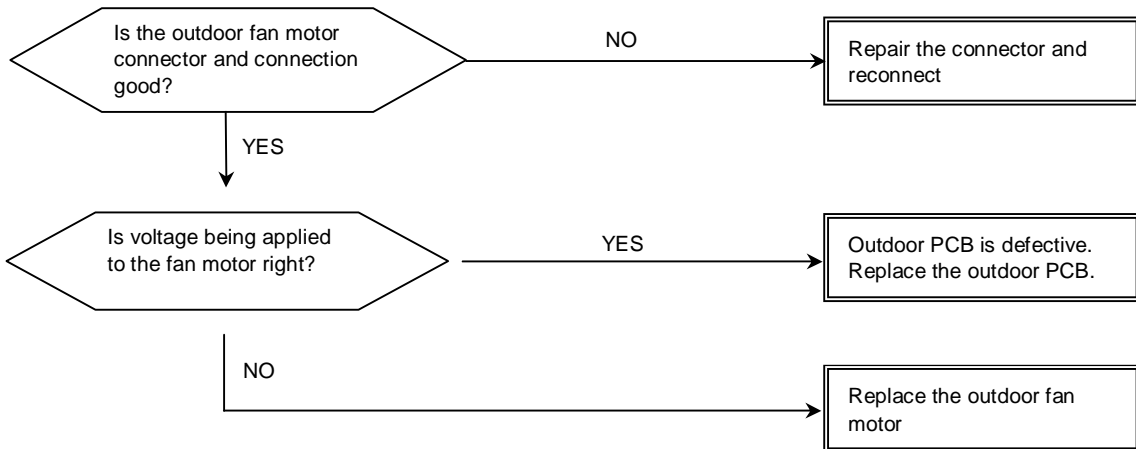 Is the outdoor fan motor
connector and connection
good?
NO
Repair the connector and
reconnect
YES
Is voltage being applied
to the fan motor right?
YES
Outdoor PCB is defective.
Replace the outdoor PCB.
NO
Replace the outdoor fan
motor